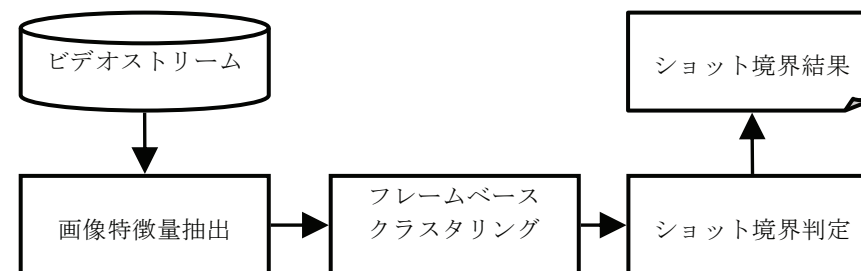 ビデオストリーム
ショット境界結果
画像特徴量抽出
フレームベース
クラスタリング
ショット境界判定